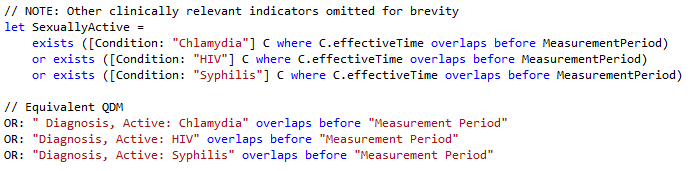 // NOTE: Other clinically relevant indicators omitted for brevity
let SexuallyActive =
exists ([Condition: "Chlamydia"] C where C.effectiveTime overlaps before MeasurementPeriod)
or exists ([Condition: "HIV"] C where C.effectiveTime overlaps before MeasurementPeriod)
or exists ([Condition: "Syphilis"] C where C.effectiveTime overlaps before MeasurementPeriod)
// Equivalent QDM
OR: " Diagnosis, Active: Chlamydia" overlaps before "Measurement Period"
OR: "Diagnosis, Active: HIV" overlaps before "Measurement Period"
OR: "Diagnosis, Active: Syphilis" overlaps before "Measurement Period"